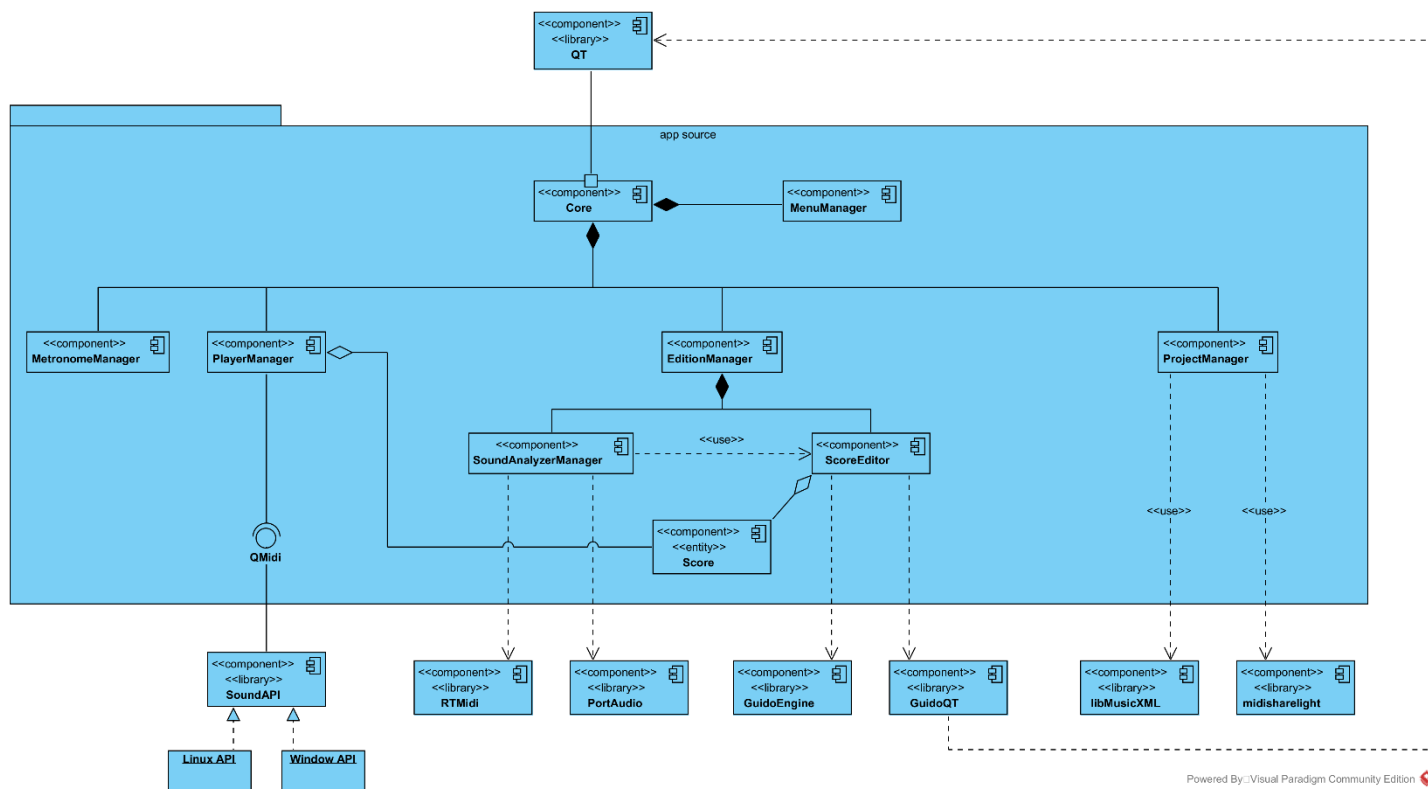 <<component>>
<<library>>
QT
app source
<<component>>
Core
<<component>>
MenuManager
<<component>>
MetronomeManager
<<component>>
PlayerManager
<<component>>
EditionManager
<<component>>
ProjectManager
<<component>>
SoundAnalyzerManager
<<use>>
<<component>>
ScoreEditor
<<component>>
<<entity>>
Score
<<use>>
<<use>>
QMidi
<<component>>
<<library>>
SoundAPI
<<component>>
<<library>>
RTMidi
<<component>>
<<library>>
PortAudio
<<component>>
<<library>>
GuidoEngine
<<component>>
<<library>>
GuidoQT
<<component>>
<<library>>
libMusicXML
<<component>>
<<library>>
midisharelight
Linux API
Window API
Powered By□Visual Paradigm Community Edition